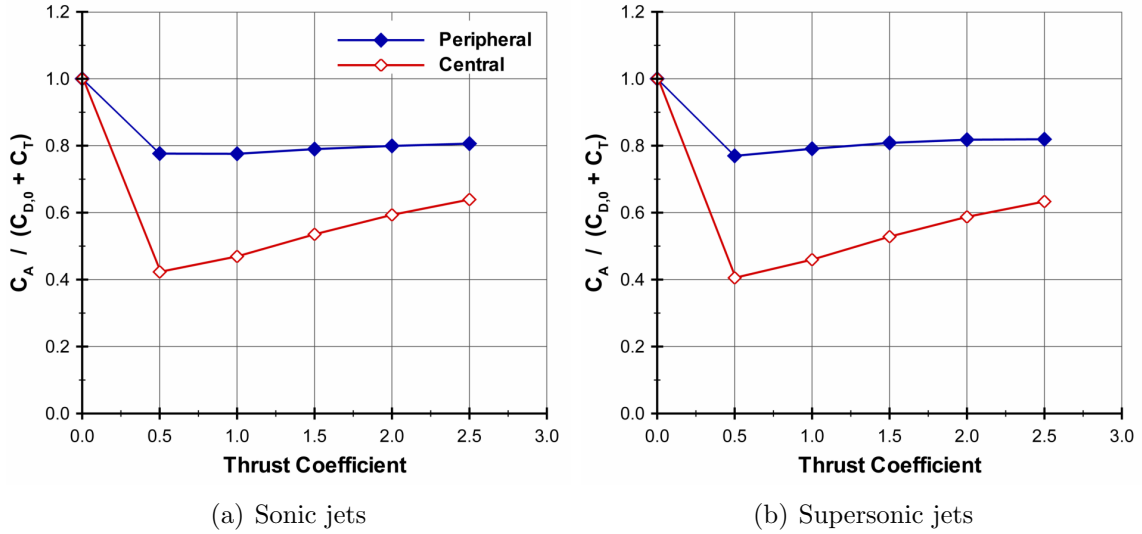 1.2
1.0
0.8
0.6
0.4
0.2
0.0
C_A / (C_D,0 + C_T)
Peripheral
Central
0.0 0.5 1.0 1.5 2.0 2.5 3.0
Thrust Coefficient
(a) Sonic jets
1.2
1.0
0.8
0.6
0.4
0.2
0.0
C_A / (C_D,0 + C_T)
0.0 0.5 1.0 1.5 2.0 2.5 3.0
Thrust Coefficient
(b) Supersonic jets